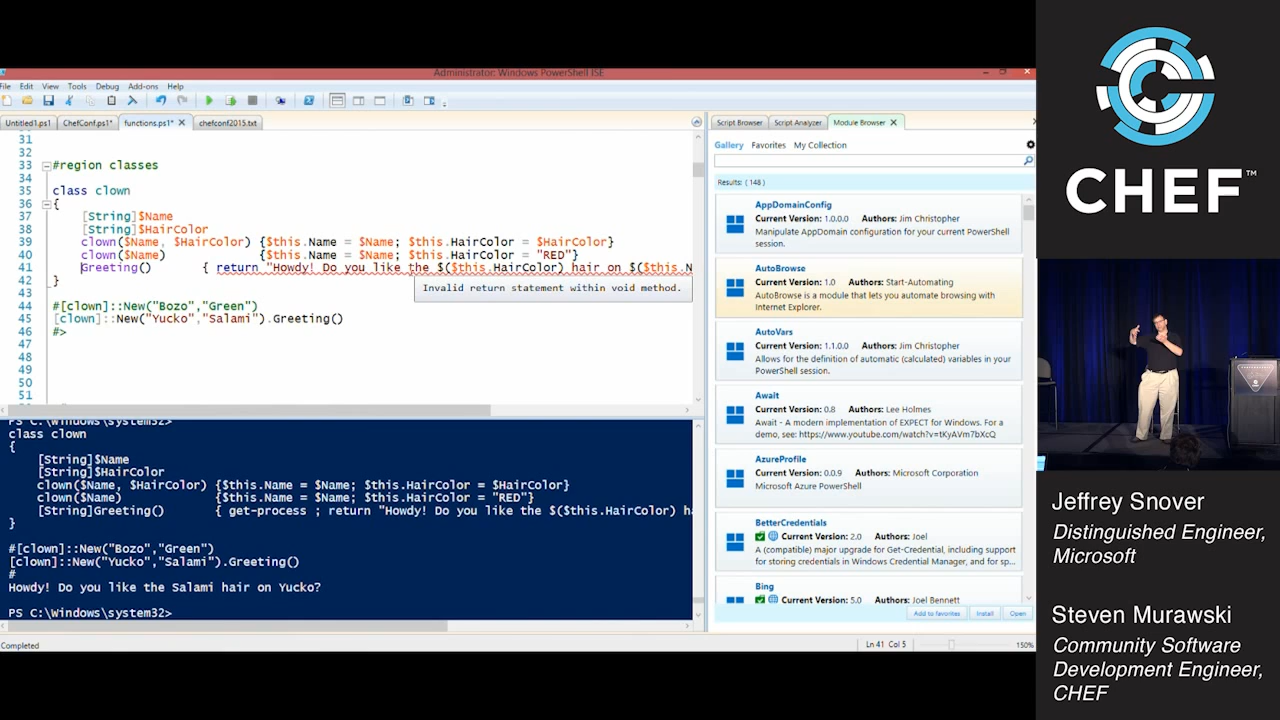 Administrator: Windows PowerShell ISE
File Edit View Tools Debug Add-ons Help
Untitled1.ps1 ChefConf.ps1* functions.ps1* X chefconf2015.txt
31
32
33 #region classes
34
35 class clown
36 {
37 [String]$Name
38 [String]$HairColor
39 clown($Name, $HairColor) {$this.Name = $Name; $this.HairColor = $HairColor}
40 clown($Name) {$this.Name = $Name; $this.HairColor = "RED"}
41 Greeting() { return "Howdy! Do you like the $($this.HairColor) hair on $($this.N
42 }
Invalid return statement within void method.
43
44 #[clown]::New("Bozo","Green")
45 [clown]::New("Yucko","Salami").Greeting()
46 #>
47
48
49
50
51
PS C:\Windows\system32>
class clown
{
[String]$Name
[String]$HairColor
clown($Name, $HairColor) {$this.Name = $Name; $this.HairColor = $HairColor}
clown($Name) {$this.Name = $Name; $this.HairColor = "RED"}
[String]Greeting() { get-process ; return "Howdy! Do you like the $($this.HairColor) ha
}
#[clown]::New("Bozo","Green")
[clown]::New("Yucko","Salami").Greeting()
#
Howdy! Do you like the Salami hair on Yucko?
PS C:\Windows\system32>
Completed
Ln 41 Col 5 150%
Script Browser Script Analyzer Module Browser X
Gallery Favorites My Collection
Results: ( 148 )
AppDomainConfig
Current Version: 1.0.0.0 Authors: Jim Christopher
Manipulate AppDomain configuration for your current PowerShell
session.
AutoBrowse
Current Version: 1.0 Authors: Start-Automating
AutoBrowse is a module that lets you automate browsing with
Internet Explorer.
AutoVars
Current Version: 1.1.0.0 Authors: Jim Christopher
Allows for the definition of automatic (calculated) variables in your
PowerShell session.
Await
Current Version: 0.8 Authors: Lee Holmes
Await - A modern implementation of EXPECT for Windows. For a
demo, see: https://www.youtube.com/watch?v=tKyAVm7bXcQ
AzureProfile
Current Version: 0.0.9 Authors: Microsoft Corporation
Microsoft Azure PowerShell
BetterCredentials
Current Version: 2.0 Authors: Joel
A (compatible) major upgrade for Get-Credential, including support
for storing credentials in Windows Credential Manager, and for sp...
Bing
Current Version: 5.0 Authors: Joel Bennett
Add to favorites Install Open
CHEF™
Jeffrey Snover
Distinguished Engineer,
Microsoft
Steven Murawski
Community Software
Development Engineer,
CHEF